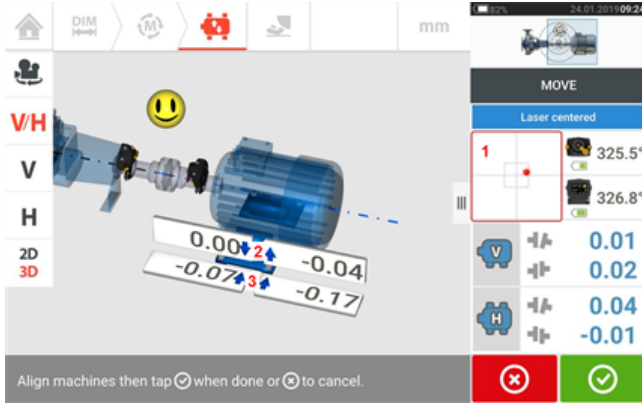 82% 24.01.2019 09:24
DIM
M
mm
MOVE
Laser centered
V/H
1
325.5°
V
326.8°
H
0.00 2 -0.04
V 0.01
0.02
2D
3D
-0.07 3 -0.17
H 0.04
-0.01
Align machines then tap when done or to cancel.